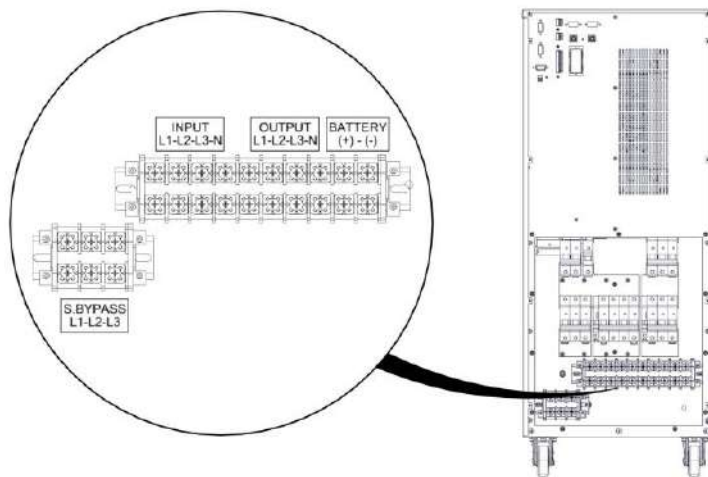 INPUT
L1-L2-L3-N
OUTPUT
L1-L2-L3-N
BATTERY
(+) - (-)
S.BYPASS
L1-L2-L3